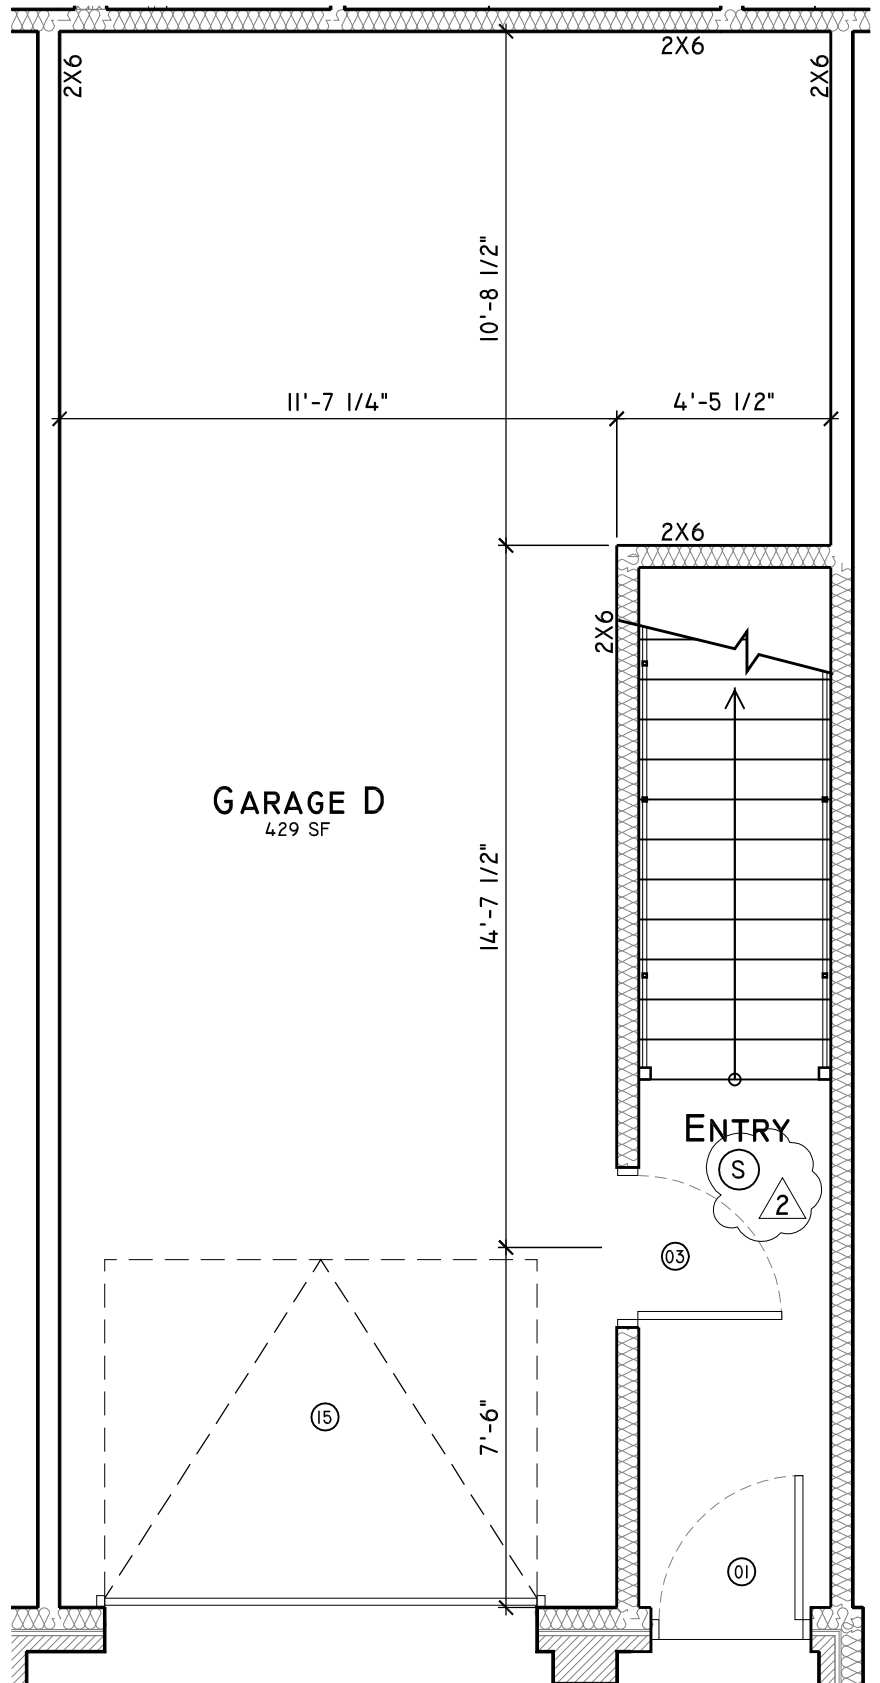 2X6
2X6
2X6
10'-8 1/2"
11'-7 1/4"
4'-5 1/2"
2X6
2X6
GARAGE D
429 SF
14'-7 1/2"
ENTRY
S
2
03
15
7'-6"
01